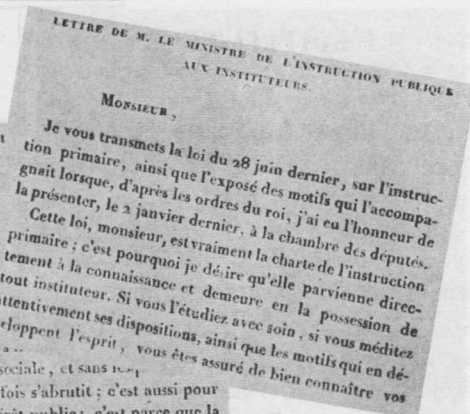 LETTRE DE M. LE MINISTRE DE L'INSTRUCTION PUBLIQUE
AUX INSTITUTEURS.
MONSIEUR,
Je vous transmets la loi du 28 juin dernier, sur l'instruc-
tion primaire, ainsi que l'exposé des motifs qui l'accompa-
gnait lorsque, d'après les ordres du roi, j'ai eu l'honneur de
la présenter, le 2 janvier dernier, à la chambre des députés.
Cette loi, monsieur, est vraiment la charte de l'instruction
primaire; c'est pourquoi je désire qu'elle parvienne direc-
tement à la connaissance et demeure en la possession de
tout instituteur. Si vous l'étudiez avec soin, si vous méditez
attentivement ses dispositions, ainsi que les motifs qui en dé-
eloppent l'esprit, vous êtes assuré de bien connaître vos
sociale, et sans
fois s'abrutit; c'est aussi pour
c'est parce que la